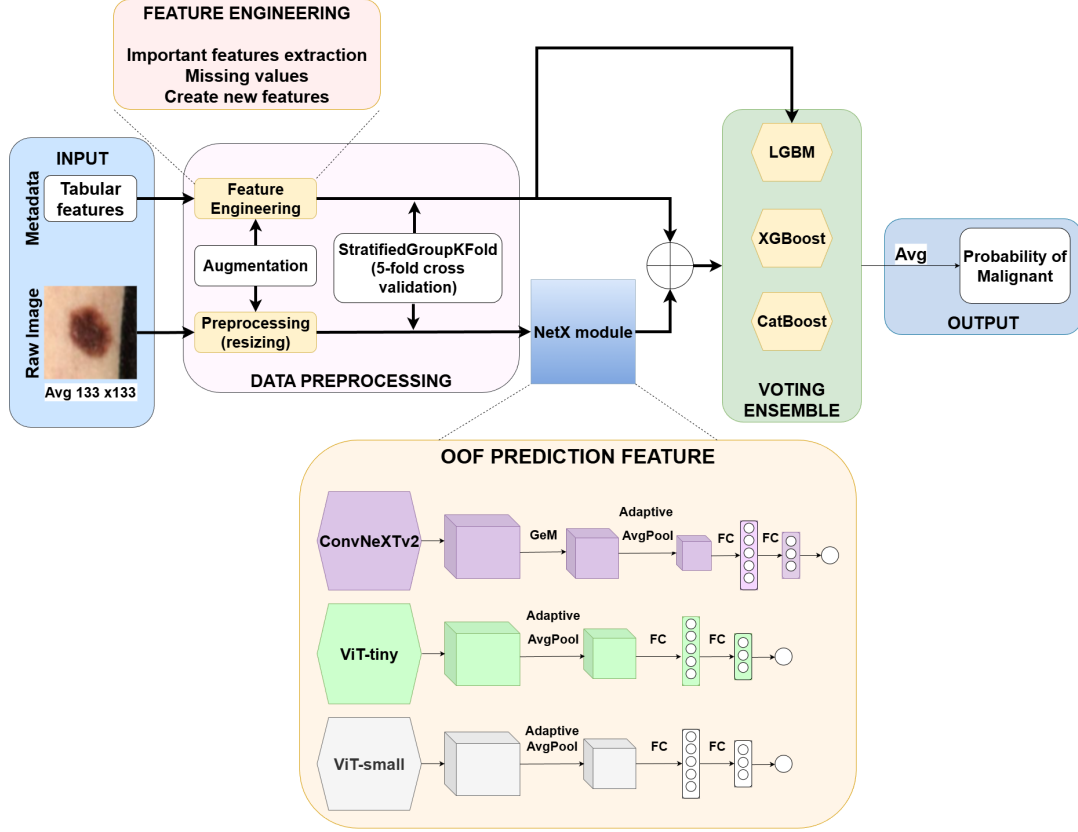 FEATURE ENGINEERING
Important features extraction
Missing values
Create new features
INPUT
Metadata
Tabular
features
Raw Image
Avg 133 x133
Feature
Engineering
Augmentation
Preprocessing
(resizing)
StratifiedGroupKFold
(5-fold cross
validation)
DATA PREPROCESSING
NetX module
LGBM
XGBoost
CatBoost
VOTING
ENSEMBLE
Avg
Probability of
Malignant
OUTPUT
OOF PREDICTION FEATURE
ConvNeXTv2
GeM
Adaptive
AvgPool
FC
FC
ViT-tiny
Adaptive
AvgPool
FC
FC
ViT-small
Adaptive
AvgPool
FC
FC